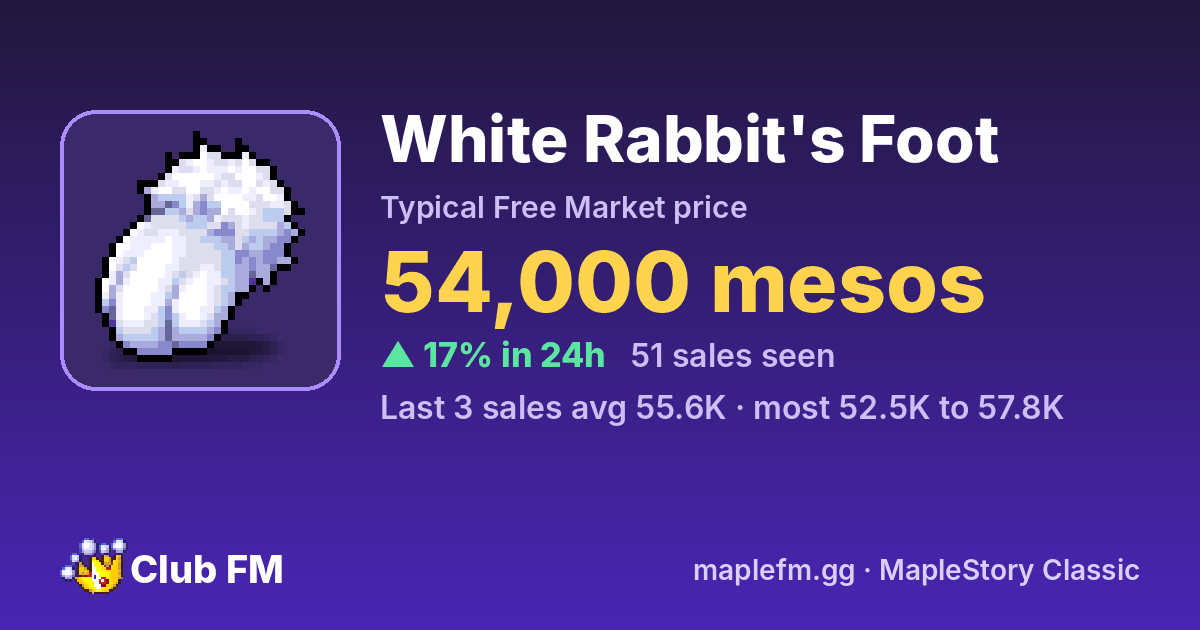 White Rabbit's Foot
Typical Free Market price
54,000 mesos
▲ 17% in 24h 51 sales seen
Last 3 sales avg 55.6K · most 52.5K to 57.8K
Club FM
maplefm.gg · MapleStory Classic